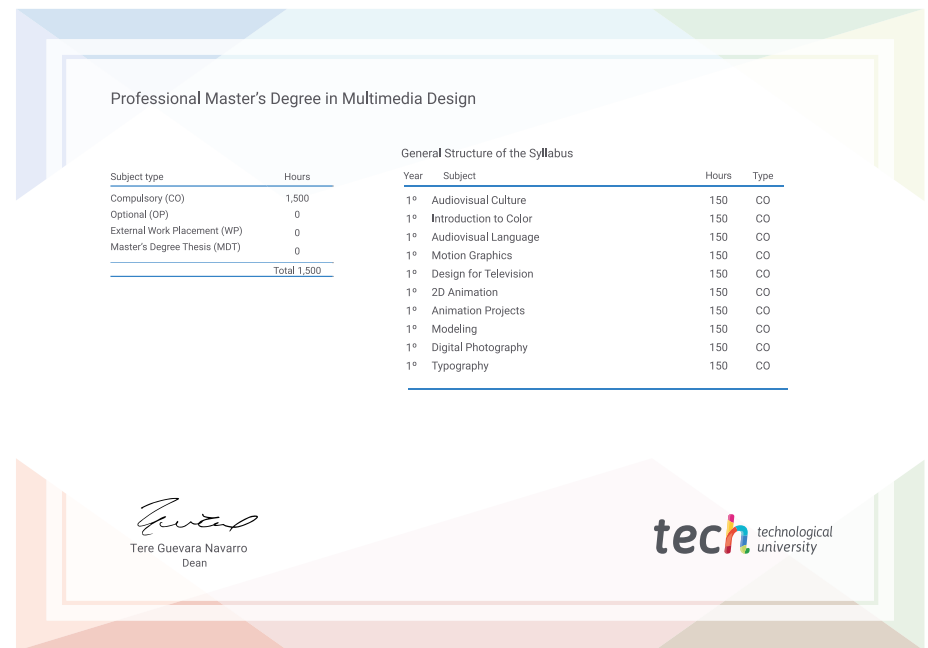 Professional Master's Degree in Multimedia Design
Subject type Hours
Compulsory (CO) 1,500
Optional (OP) 0
External Work Placement (WP) 0
Master's Degree Thesis (MDT) 0
Total 1,500
General Structure of the Syllabus
Year Subject Hours Type
1º Audiovisual Culture 150 CO
1º Introduction to Color 150 CO
1º Audiovisual Language 150 CO
1º Motion Graphics 150 CO
1º Design for Television 150 CO
1º 2D Animation 150 CO
1º Animation Projects 150 CO
1º Modeling 150 CO
1º Digital Photography 150 CO
1º Typography 150 CO
Tere Guevara Navarro
Dean
tech technological
university